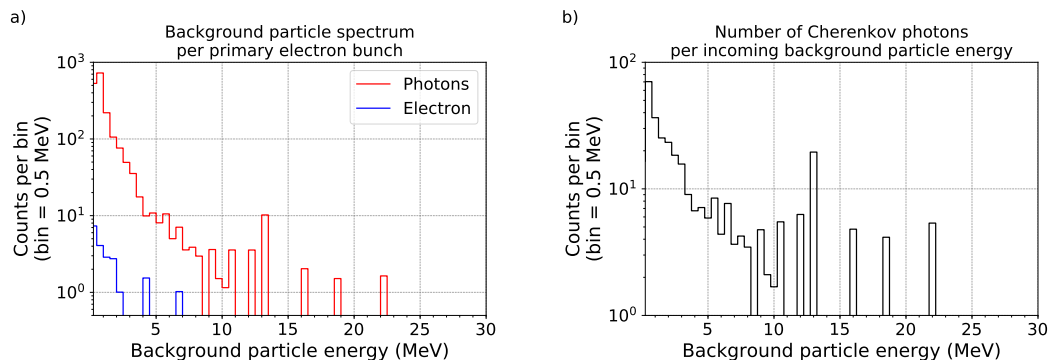 a)
Background particle spectrum
per primary electron bunch
10³
10²
10¹
10⁰
Counts per bin
(bin = 0.5 MeV)
Photons
Electron
5 10 15 20 25 30
Background particle energy (MeV)
b)
Number of Cherenkov photons
per incoming background particle energy
10²
10¹
10⁰
Counts per bin
(bin = 0.5 MeV)
5 10 15 20 25 30
Background particle energy (MeV)